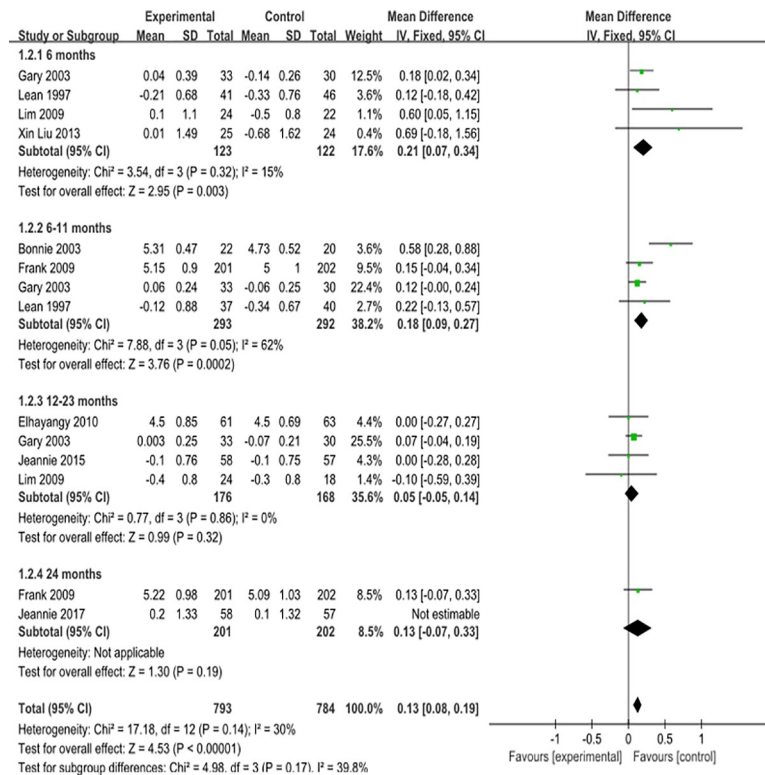 Experimental Control Mean Difference Mean Difference
Study or Subgroup Mean SD Total Mean SD Total Weight IV, Fixed, 95% CI IV, Fixed, 95% CI
1.2.1 6 months
Gary 2003 0.04 0.39 33 -0.14 0.26 30 12.5% 0.18 [0.02, 0.34]
Lean 1997 -0.21 0.68 41 -0.33 0.76 46 3.6% 0.12 [-0.18, 0.42]
Lim 2009 0.1 1.1 24 -0.5 0.8 22 1.1% 0.60 [0.05, 1.15]
Xin Liu 2013 0.01 1.49 25 -0.68 1.62 24 0.4% 0.69 [-0.18, 1.56]
Subtotal (95% CI) 123 122 17.6% 0.21 [0.07, 0.34]
Heterogeneity: Chi² = 3.54, df = 3 (P = 0.32); I² = 15%
Test for overall effect: Z = 2.95 (P = 0.003)
1.2.2 6-11 months
Bonnie 2003 5.31 0.47 22 4.73 0.52 20 3.6% 0.58 [0.28, 0.88]
Frank 2009 5.15 0.9 201 5 1 202 9.5% 0.15 [-0.04, 0.34]
Gary 2003 0.06 0.24 33 -0.06 0.25 30 22.4% 0.12 [-0.00, 0.24]
Lean 1997 -0.12 0.88 37 -0.34 0.67 40 2.7% 0.22 [-0.13, 0.57]
Subtotal (95% CI) 293 292 38.2% 0.18 [0.09, 0.27]
Heterogeneity: Chi² = 7.88, df = 3 (P = 0.05); I² = 62%
Test for overall effect: Z = 3.76 (P = 0.0002)
1.2.3 12-23 months
Elhayangy 2010 4.5 0.85 61 4.5 0.69 63 4.4% 0.00 [-0.27, 0.27]
Gary 2003 0.003 0.25 33 -0.07 0.21 30 25.5% 0.07 [-0.04, 0.19]
Jeannie 2015 -0.1 0.76 58 -0.1 0.75 57 4.3% 0.00 [-0.28, 0.28]
Lim 2009 -0.4 0.8 24 -0.3 0.8 18 1.4% -0.10 [-0.59, 0.39]
Subtotal (95% CI) 176 168 35.6% 0.05 [-0.05, 0.14]
Heterogeneity: Chi² = 0.77, df = 3 (P = 0.86); I² = 0%
Test for overall effect: Z = 0.99 (P = 0.32)
1.2.4 24 months
Frank 2009 5.22 0.98 201 5.09 1.03 202 8.5% 0.13 [-0.07, 0.33]
Jeannie 2017 0.2 1.33 58 0.1 1.32 57 Not estimable
Subtotal (95% CI) 201 202 8.5% 0.13 [-0.07, 0.33]
Heterogeneity: Not applicable
Test for overall effect: Z = 1.30 (P = 0.19)
Total (95% CI) 793 784 100.0% 0.13 [0.08, 0.19]
Heterogeneity: Chi² = 17.18, df = 12 (P = 0.14); I² = 30%
Test for overall effect: Z = 4.53 (P < 0.00001)
Test for subgroup differences: Chi² = 4.98, df = 3 (P = 0.17), I² = 39.8%
-1 -0.5 0 0.5 1
Favours [experimental] Favours [control]